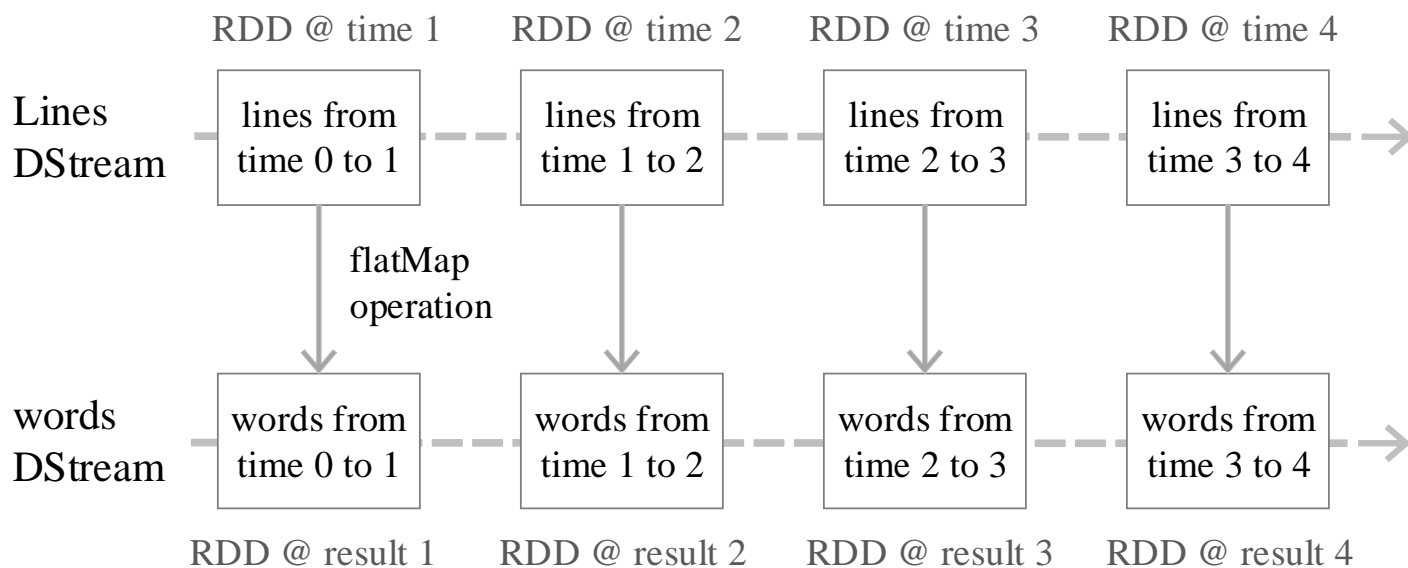 RDD @ time 1
RDD @ time 2
RDD @ time 3
RDD @ time 4
Lines
DStream
lines from
time 0 to 1
lines from
time 1 to 2
lines from
time 2 to 3
lines from
time 3 to 4
flatMap
operation
words
DStream
words from
time 0 to 1
words from
time 1 to 2
words from
time 2 to 3
words from
time 3 to 4
RDD @ result 1
RDD @ result 2
RDD @ result 3
RDD @ result 4